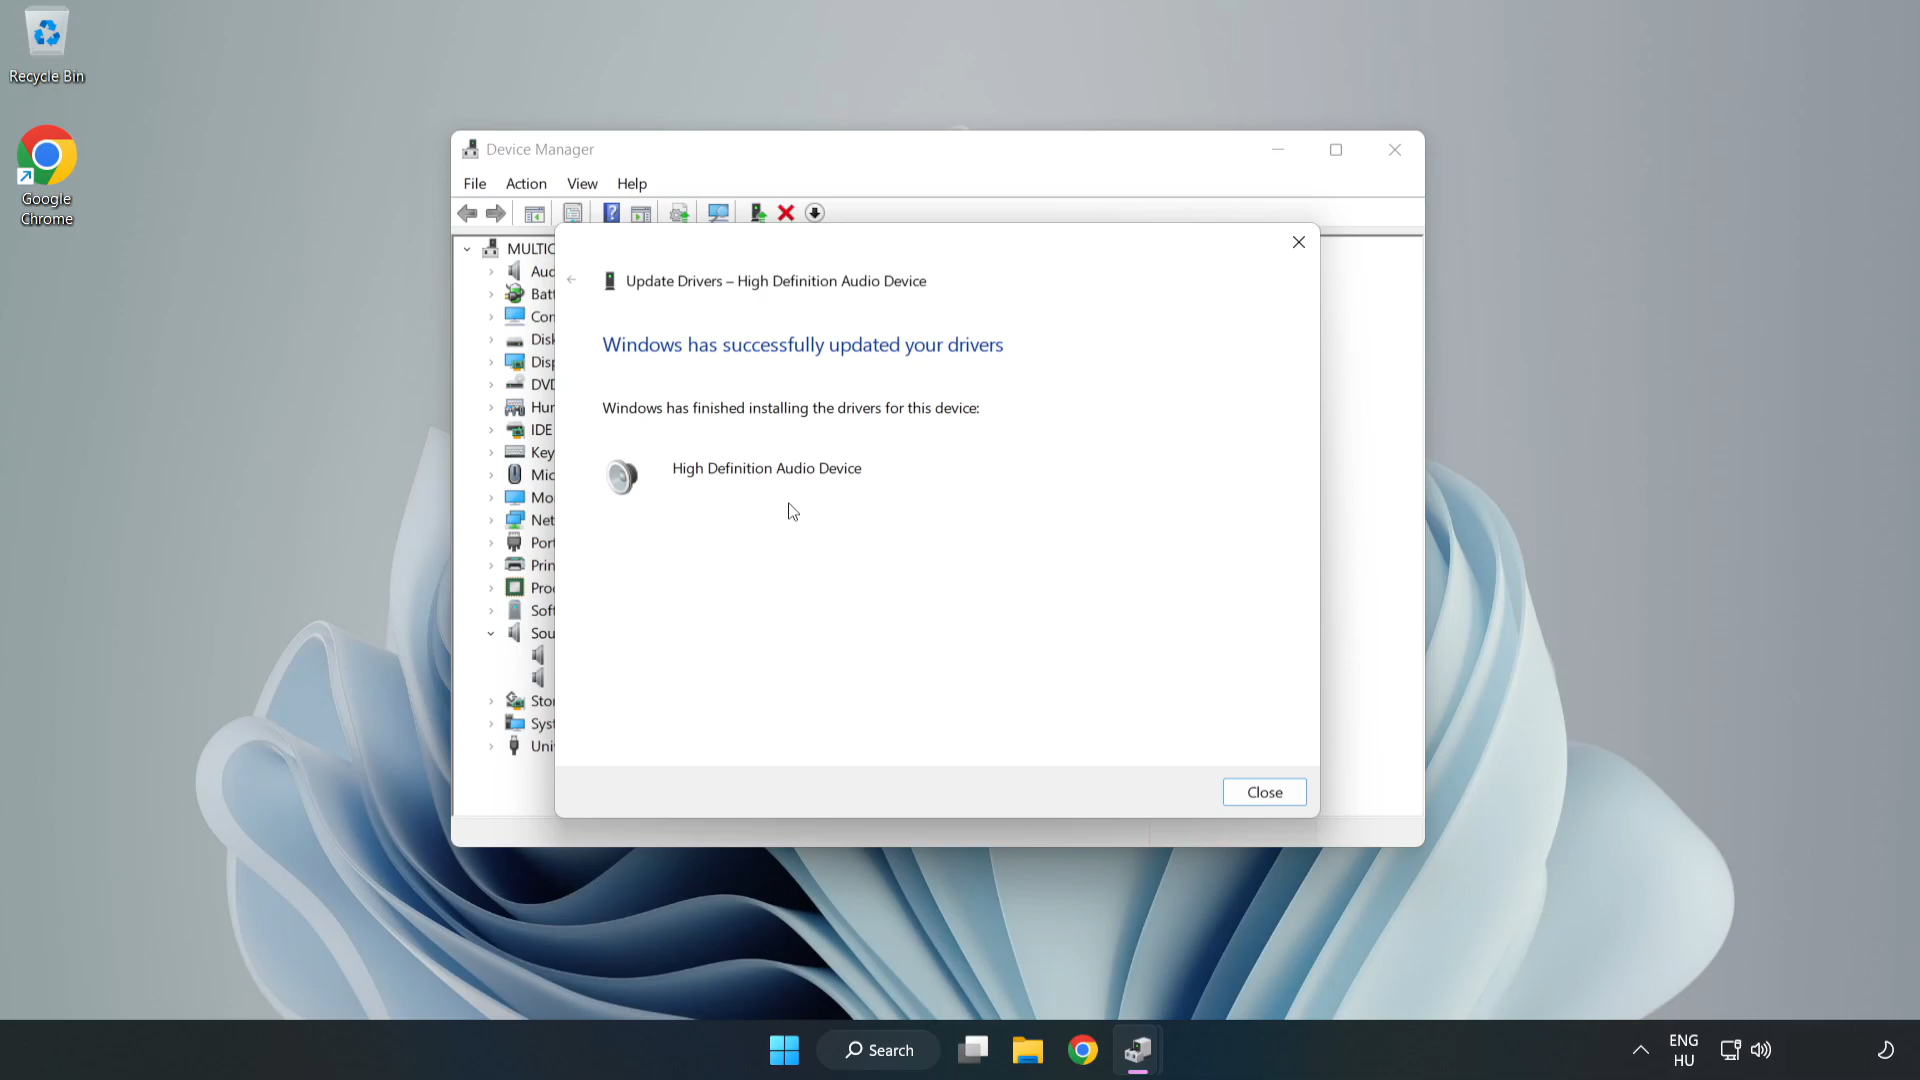 Recycle Bin
Google
Chrome
Device Manager
File Action View Help
MULTIC
Aud
Batt
Con
Disk
Disp
DVD
Hur
IDE
Key
Mic
Mo
Net
Port
Prin
Proc
Soft
Sou
Stor
Syst
Univ
Update Drivers – High Definition Audio Device
Windows has successfully updated your drivers
Windows has finished installing the drivers for this device:
High Definition Audio Device
Close
Search
ENG
HU